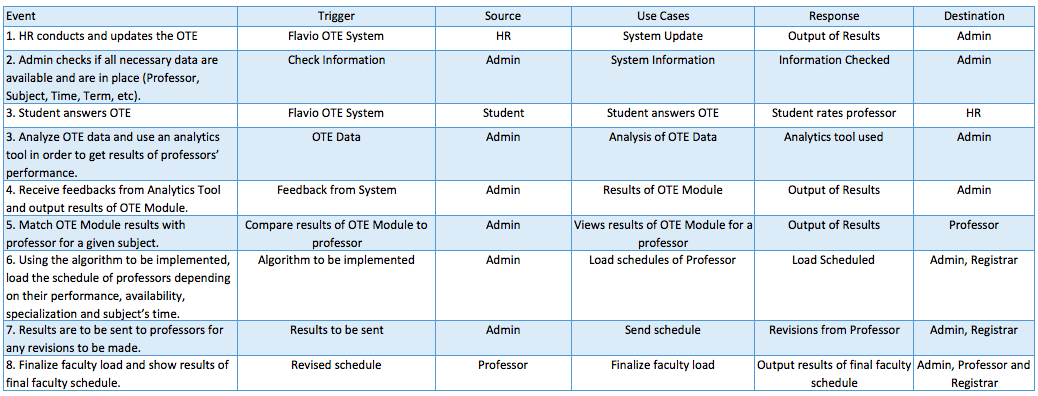 Event Trigger Source Use Cases Response Destination
1. HR conducts and updates the OTE Flavio OTE System HR System Update Output of Results Admin
2. Admin checks if all necessary data are Check Information Admin System Information Information Checked Admin
available and are in place (Professor,
Subject, Time, Term, etc).
3. Student answers OTE Flavio OTE System Student Student answers OTE Student rates professor HR
3. Analyze OTE data and use an analytics OTE Data Admin Analysis of OTE Data Analytics tool used Admin
tool in order to get results of professors’
performance.
4. Receive feedbacks from Analytics Tool Feedback from System Admin Results of OTE Module Output of Results Admin
and output results of OTE Module.
5. Match OTE Module results with Compare results of OTE Module to Admin Views results of OTE Module for a Output of Results Professor
professor for a given subject. professor professor
6. Using the algorithm to be implemented, Algorithm to be implemented Admin Load schedules of Professor Load Scheduled Admin, Registrar
load the schedule of professors depending
on their performance, availability,
specialization and subject’s time.
7. Results are to be sent to professors for Results to be sent Admin Send schedule Revisions from Professor Admin, Registrar
any revisions to be made.
8. Finalize faculty load and show results of Revised schedule Professor Finalize faculty load Output results of final faculty Admin, Professor and
final faculty schedule. schedule Registrar